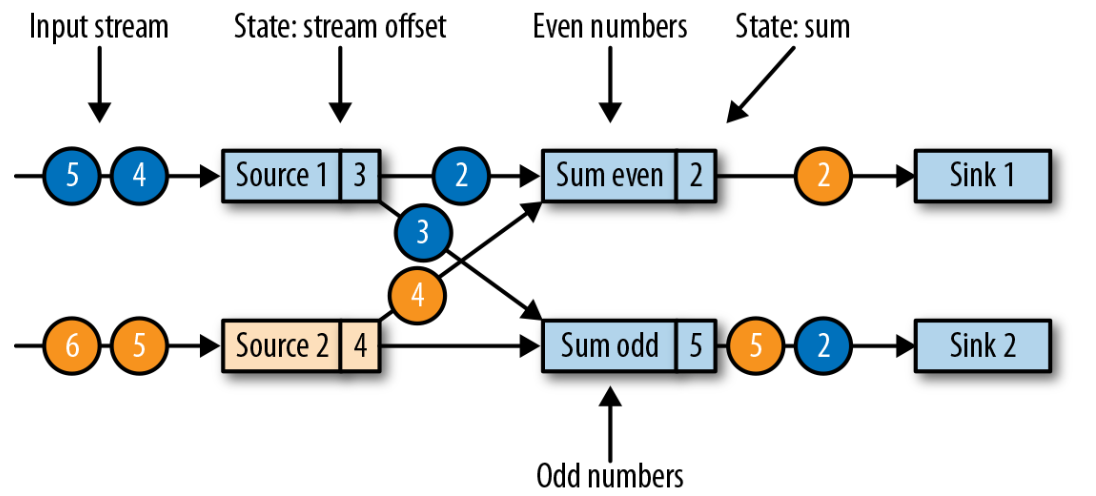 Input stream
State: stream offset
Even numbers
State: sum
5 4 Source 1 3 2 Sum even 2 2 Sink 1
3
4
6 5 Source 2 4 Sum odd 5 5 2 Sink 2
Odd numbers